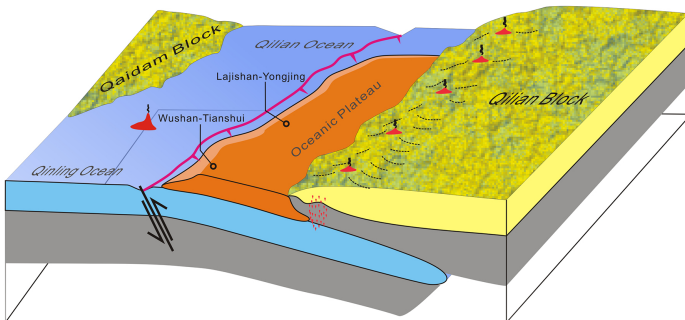 Qaidam Block
Qilian Ocean
Lajishan-Yongjing
Wushan-Tianshui
Oceanic Plateau
Qilian Block
Qinling Ocean